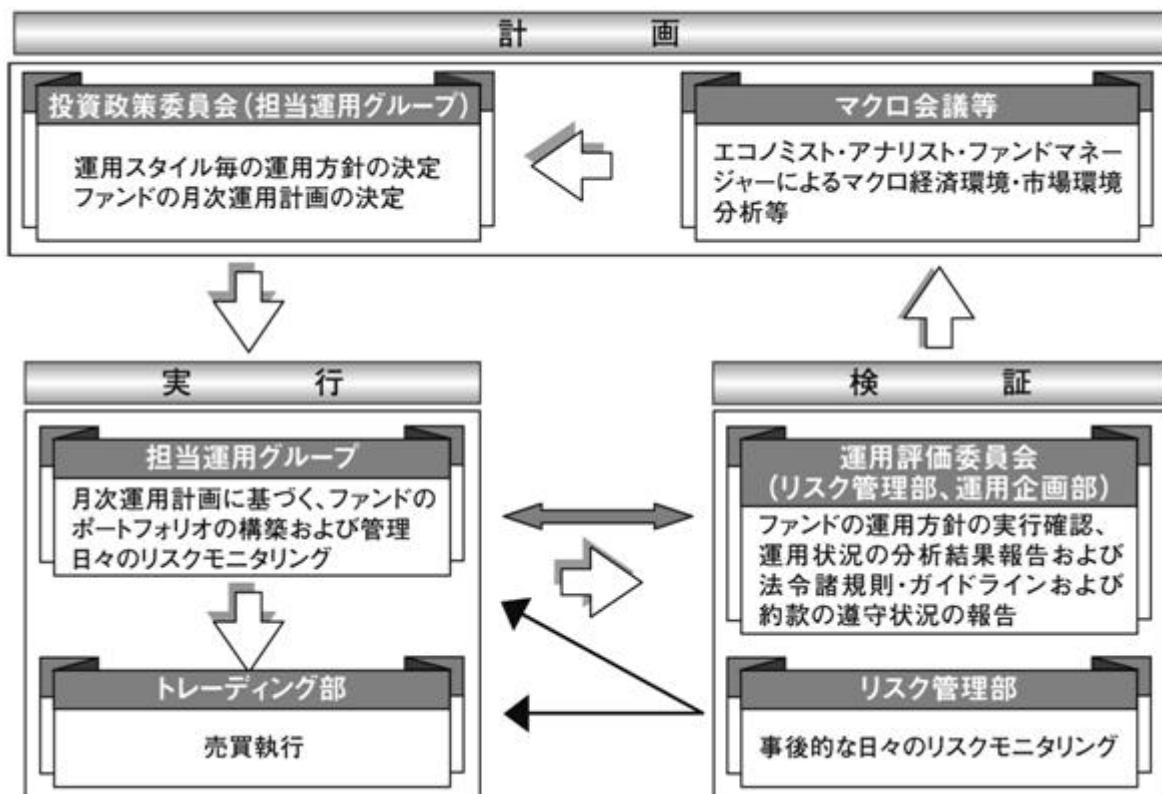 計画
投資政策委員会(担当運用グループ)
運用スタイル毎の運用方針の決定
ファンドの月次運用計画の決定
マクロ会議等
エコノミスト・アナリスト・ファンドマネー
ジャーによるマクロ経済環境・市場環境
分析等
実行
担当運用グループ
月次運用計画に基づく、ファンドの
ポートフォリオの構築および管理
日々のリスクモニタリング
トレーディング部
売買執行
検証
運用評価委員会
(リスク管理部、運用企画部)
ファンドの運用方針の実行確認、
運用状況の分析結果報告および
法令諸規則・ガイドラインおよび
約款の遵守状況の報告
リスク管理部
事後的な日々のリスクモニタリング